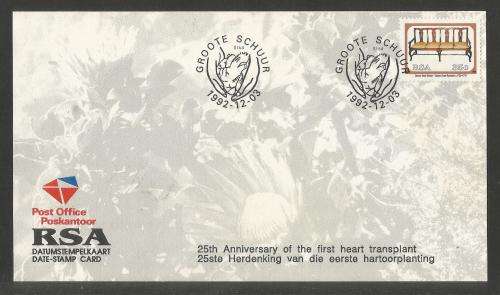 GROOTE SCHUUR
1992-12-03
GROOTE SCHUUR
1992-12-03
RSA 35c
Post Office
Poskantoor
RSA
DATUMSTEMPELKAART
DATE-STAMP CARD
25th Anniversary of the first heart transplant
25ste Herdenking van die eerste hartoorplanting